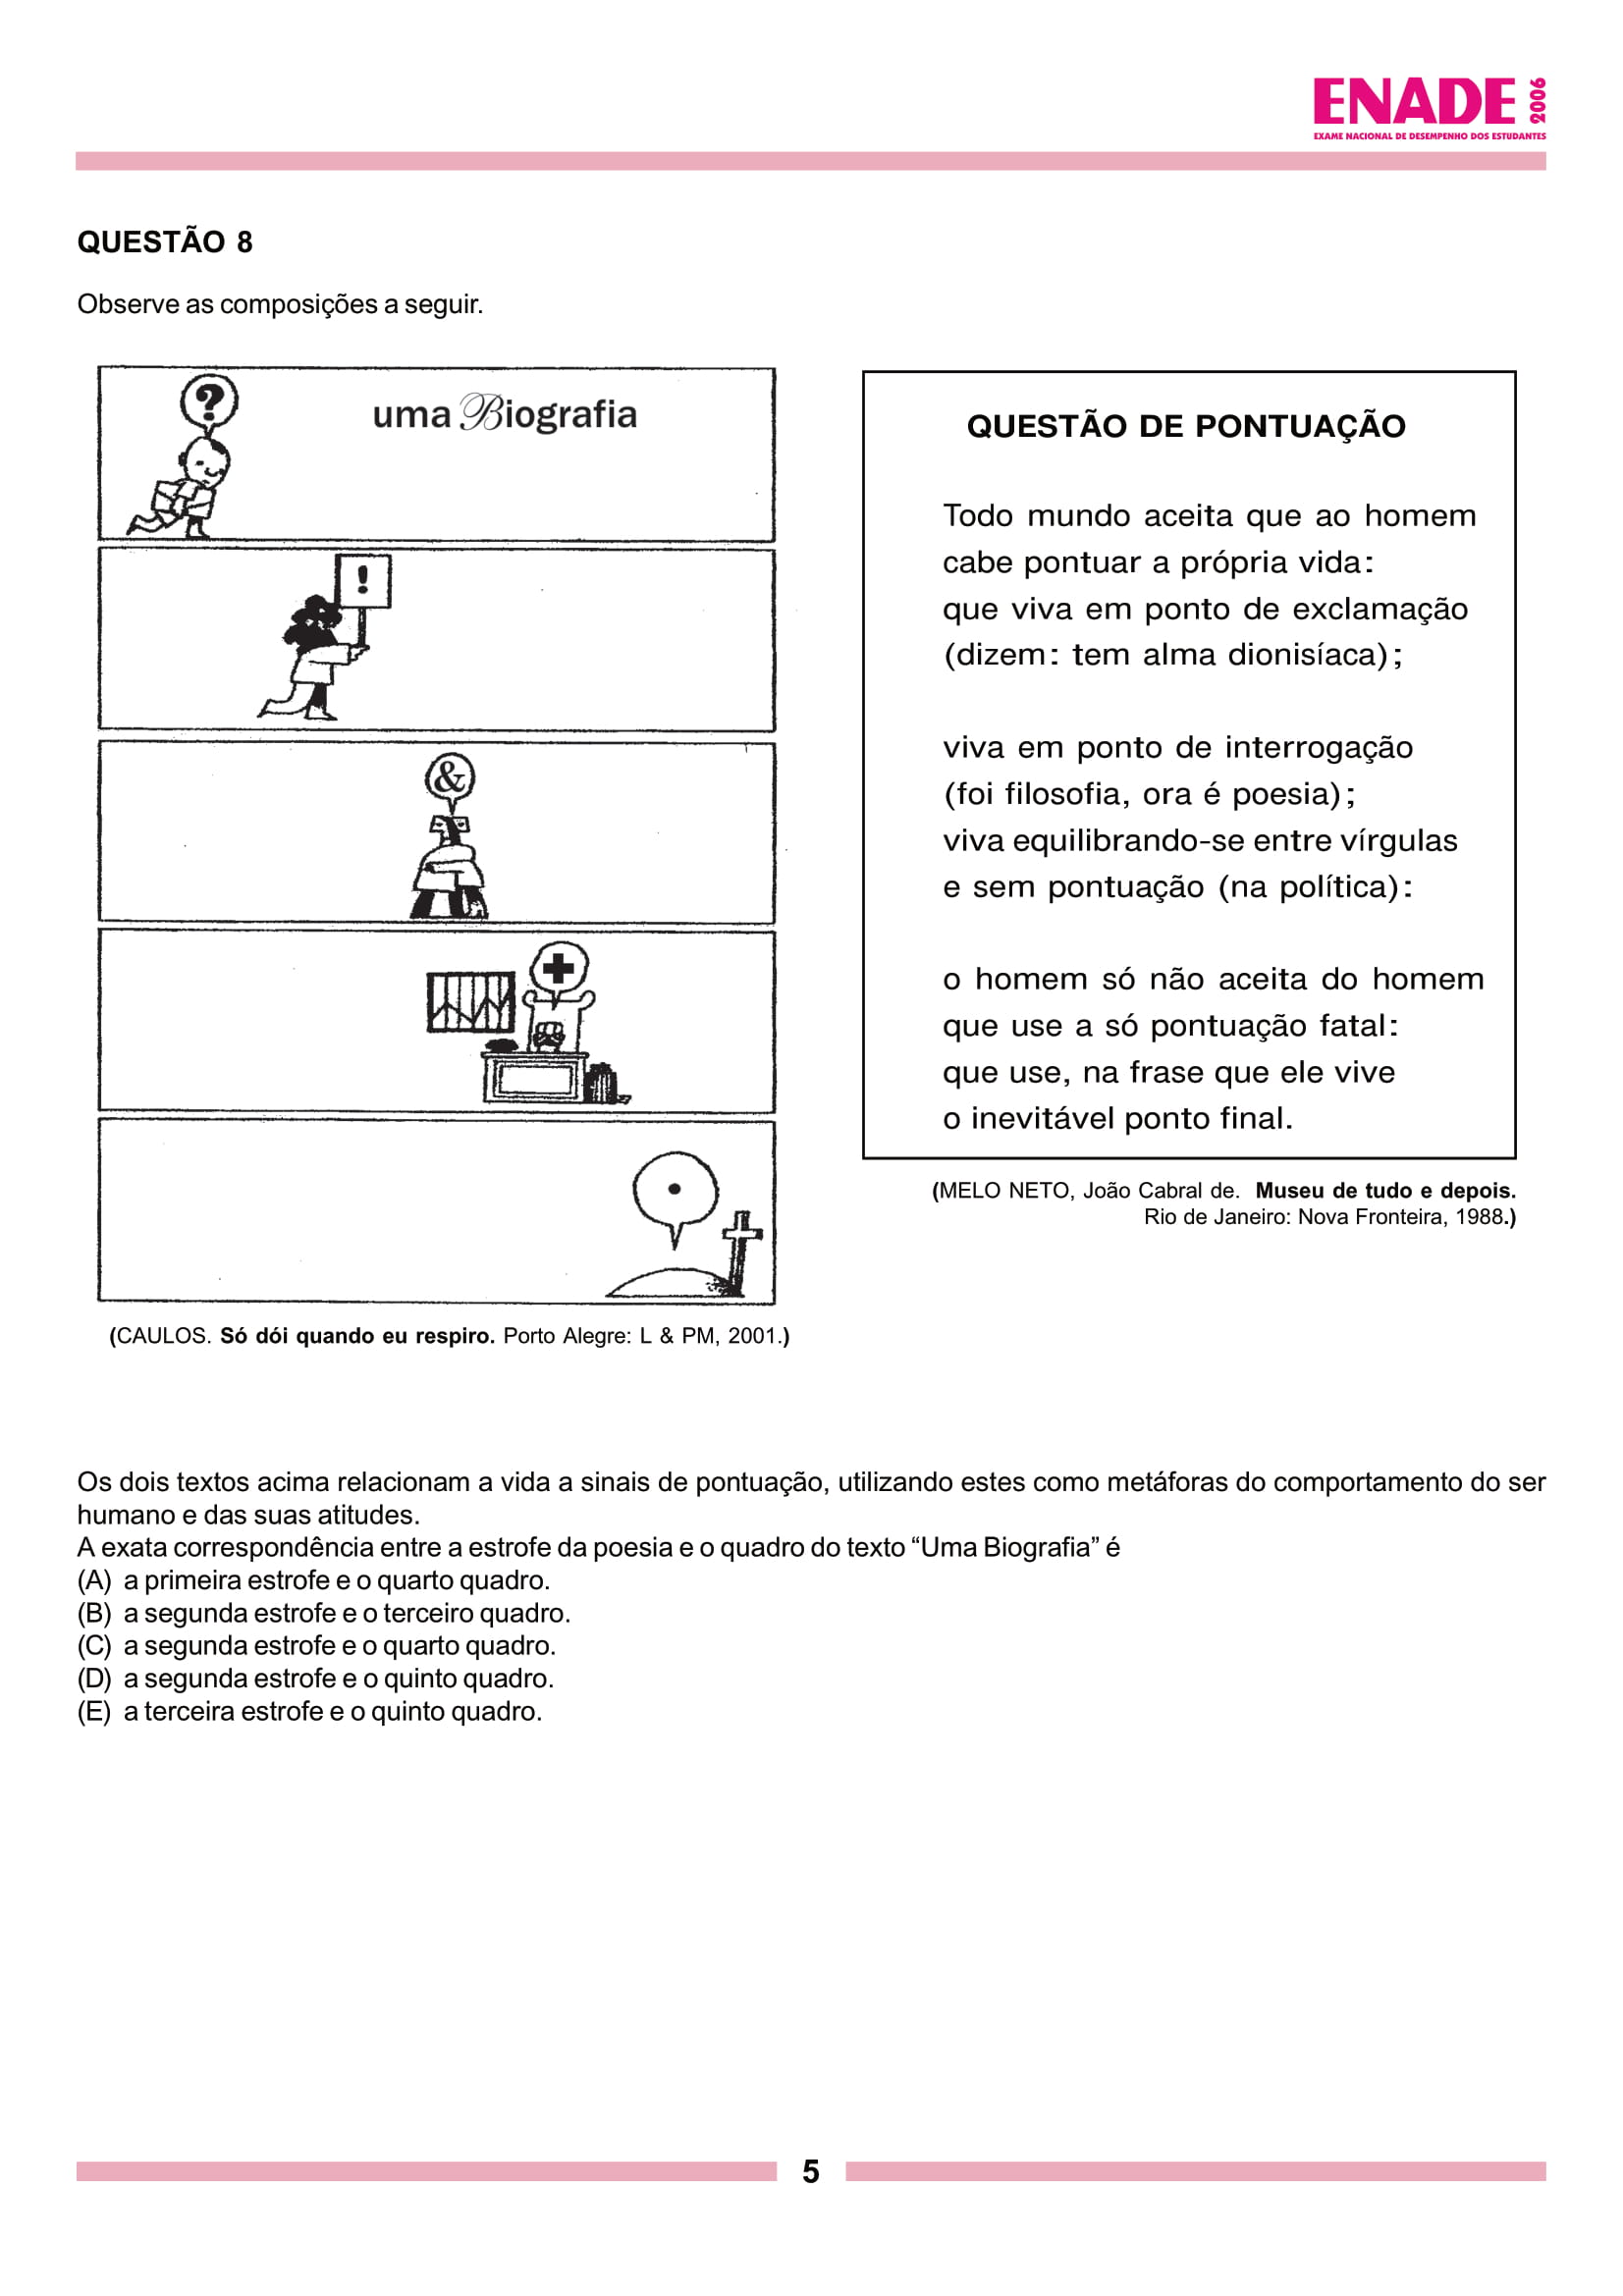 ENADE 2006
EXAME NACIONAL DE DESEMPENHO DOS ESTUDANTES
QUESTÃO 8
Observe as composições a seguir.
?
uma Biografia
!
&
+
.
(CAULOS. Só dói quando eu respiro. Porto Alegre: L & PM, 2001.)
QUESTÃO DE PONTUAÇÃO
Todo mundo aceita que ao homem
cabe pontuar a própria vida:
que viva em ponto de exclamação
(dizem: tem alma dionisíaca);
viva em ponto de interrogação
(foi filosofia, ora é poesia);
viva equilibrando-se entre vírgulas
e sem pontuação (na política):
o homem só não aceita do homem
que use a só pontuação fatal:
que use, na frase que ele vive
o inevitável ponto final.
(MELO NETO, João Cabral de. Museu de tudo e depois.
Rio de Janeiro: Nova Fronteira, 1988.)
Os dois textos acima relacionam a vida a sinais de pontuação, utilizando estes como metáforas do comportamento do ser
humano e das suas atitudes.
A exata correspondência entre a estrofe da poesia e o quadro do texto “Uma Biografia” é
(A) a primeira estrofe e o quarto quadro.
(B) a segunda estrofe e o terceiro quadro.
(C) a segunda estrofe e o quarto quadro.
(D) a segunda estrofe e o quinto quadro.
(E) a terceira estrofe e o quinto quadro.
5